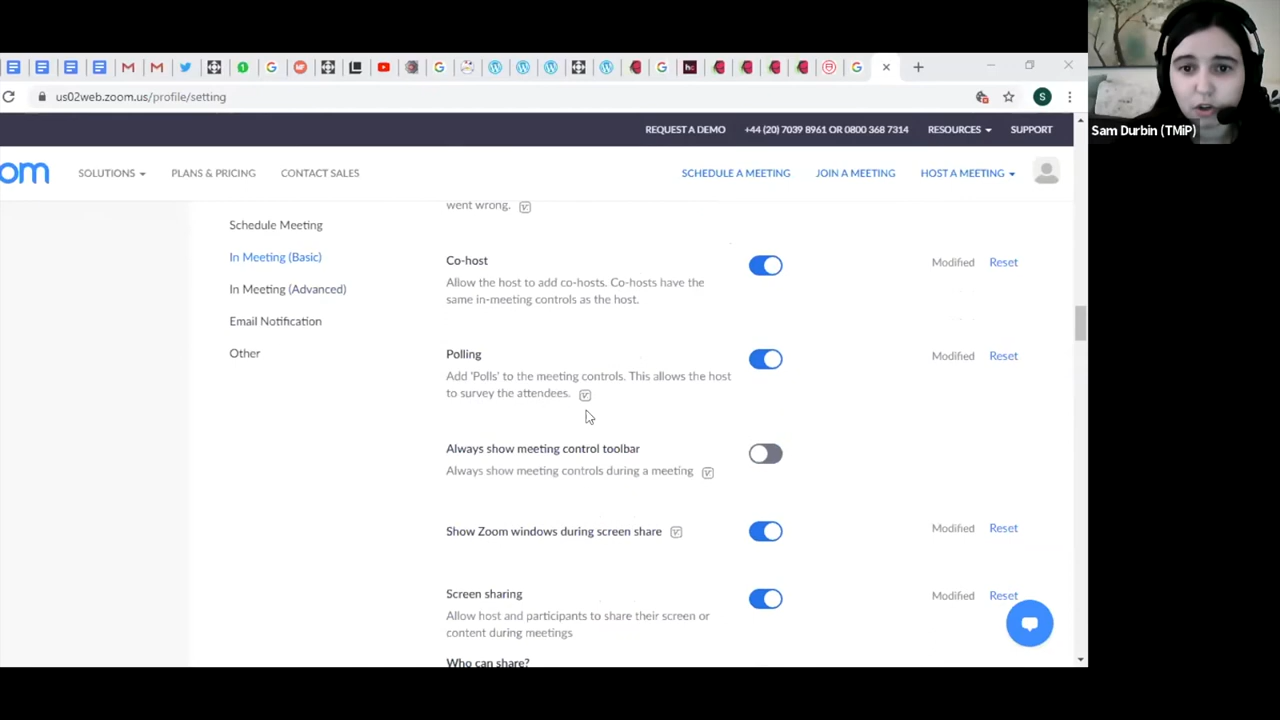 us02web.zoom.us/profile/setting
REQUEST A DEMO +44 (20) 7039 8961 OR 0800 368 7314 RESOURCES SUPPORT
om SOLUTIONS PLANS & PRICING CONTACT SALES SCHEDULE A MEETING JOIN A MEETING HOST A MEETING
Sam Durbin (TMiP)
went wrong.
Schedule Meeting
In Meeting (Basic)
In Meeting (Advanced)
Email Notification
Other
Co-host
Modified Reset
Allow the host to add co-hosts. Co-hosts have the
same in-meeting controls as the host.
Polling
Modified Reset
Add 'Polls' to the meeting controls. This allows the host
to survey the attendees.
Always show meeting control toolbar
Always show meeting controls during a meeting
Show Zoom windows during screen share
Modified Reset
Screen sharing
Modified Reset
Allow host and participants to share their screen or
content during meetings
Who can share?